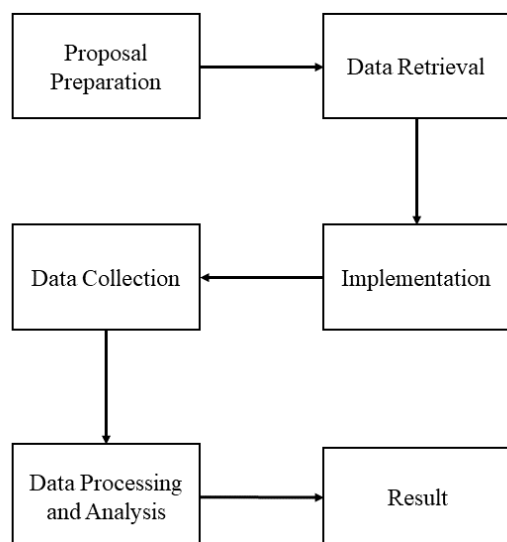 Proposal
Preparation
Data Retrieval
Implementation
Data Collection
Data Processing
and Analysis
Result